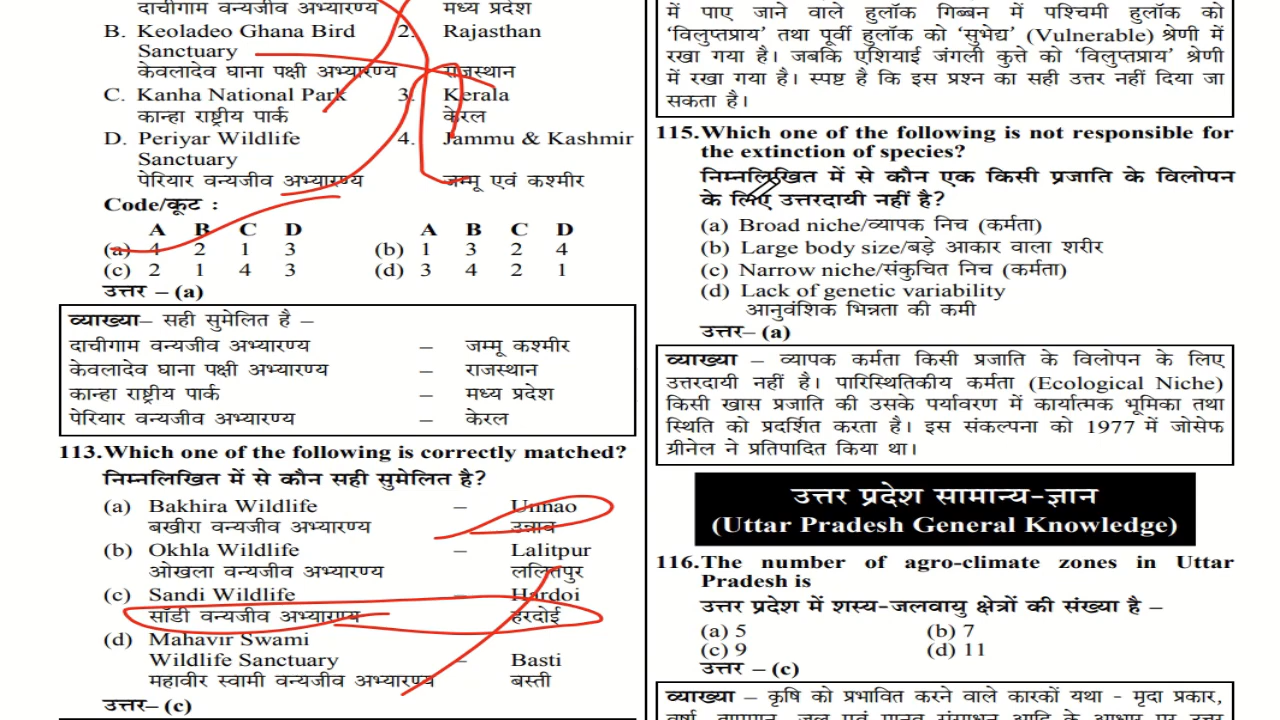 दाचीगाम वन्यजीव अभ्यारण्य मध्य प्रदेश
B. Keoladeo Ghana Bird 2. Rajasthan
Sanctuary
केवलादेव घाना पक्षी अभ्यारण्य राजस्थान
C. Kanha National Park 3. Kerala
कान्हा राष्ट्रीय पार्क केरल
D. Periyar Wildlife 4. Jammu & Kashmir
Sanctuary
पेरियार वन्यजीव अभ्यारण्य जम्मू एवं कश्मीर
Code/कूट :
A B C D A B C D
(a) 4 2 1 3 (b) 1 3 2 4
(c) 2 1 4 3 (d) 3 4 2 1
उत्तर – (a)
व्याख्या– सही सुमेलित है –
दाचीगाम वन्यजीव अभ्यारण्य – जम्मू कश्मीर
केवलादेव घाना पक्षी अभ्यारण्य – राजस्थान
कान्हा राष्ट्रीय पार्क – मध्य प्रदेश
पेरियार वन्यजीव अभ्यारण्य – केरल
113. Which one of the following is correctly matched?
निम्नलिखित में से कौन सही सुमेलित है?
(a) Bakhira Wildlife – Unnao
बखीरा वन्यजीव अभ्यारण्य उन्नाव
(b) Okhla Wildlife – Lalitpur
ओखला वन्यजीव अभ्यारण्य ललितपुर
(c) Sandi Wildlife – Hardoi
साँडी वन्यजीव अभ्यारण्य हरदोई
(d) Mahavir Swami
Wildlife Sanctuary – Basti
महावीर स्वामी वन्यजीव अभ्यारण्य बस्ती
उत्तर– (c)
में पाए जाने वाले हुलॉक गिब्बन में पश्चिमी हुलॉक को
‘विलुप्तप्राय’ तथा पूर्वी हुलॉक को ‘सुभेद्य’ (Vulnerable) श्रेणी में
रखा गया है। जबकि एशियाई जंगली कुत्ते को ‘विलुप्तप्राय’ श्रेणी
में रखा गया है। स्पष्ट है कि इस प्रश्न का सही उत्तर नहीं दिया जा
सकता है।
115. Which one of the following is not responsible for
the extinction of species?
निम्नलिखित में से कौन एक किसी प्रजाति के विलोपन
के लिए उत्तरदायी नहीं है?
(a) Broad niche/व्यापक निच (कर्मता)
(b) Large body size/बड़े आकार वाला शरीर
(c) Narrow niche/संकुचित निच (कर्मता)
(d) Lack of genetic variability
आनुवंशिक भिन्नता की कमी
उत्तर– (a)
व्याख्या – व्यापक कर्मता किसी प्रजाति के विलोपन के लिए
उत्तरदायी नहीं है। पारिस्थितिकीय कर्मता (Ecological Niche)
किसी खास प्रजाति की उसके पर्यावरण में कार्यात्मक भूमिका तथा
स्थिति को प्रदर्शित करता है। इस संकल्पना को 1977 में जोसेफ
ग्रीनेल ने प्रतिपादित किया था।
उत्तर प्रदेश सामान्य-ज्ञान
(Uttar Pradesh General Knowledge)
116. The number of agro-climate zones in Uttar
Pradesh is
उत्तर प्रदेश में शस्य-जलवायु क्षेत्रों की संख्या है –
(a) 5 (b) 7
(c) 9 (d) 11
उत्तर – (c)
व्याख्या – कृषि को प्रभावित करने वाले कारकों यथा - मृदा प्रकार,
वर्षा, तापमान, जल एवं मानव संसाधन आदि के आधार पर उत्तर